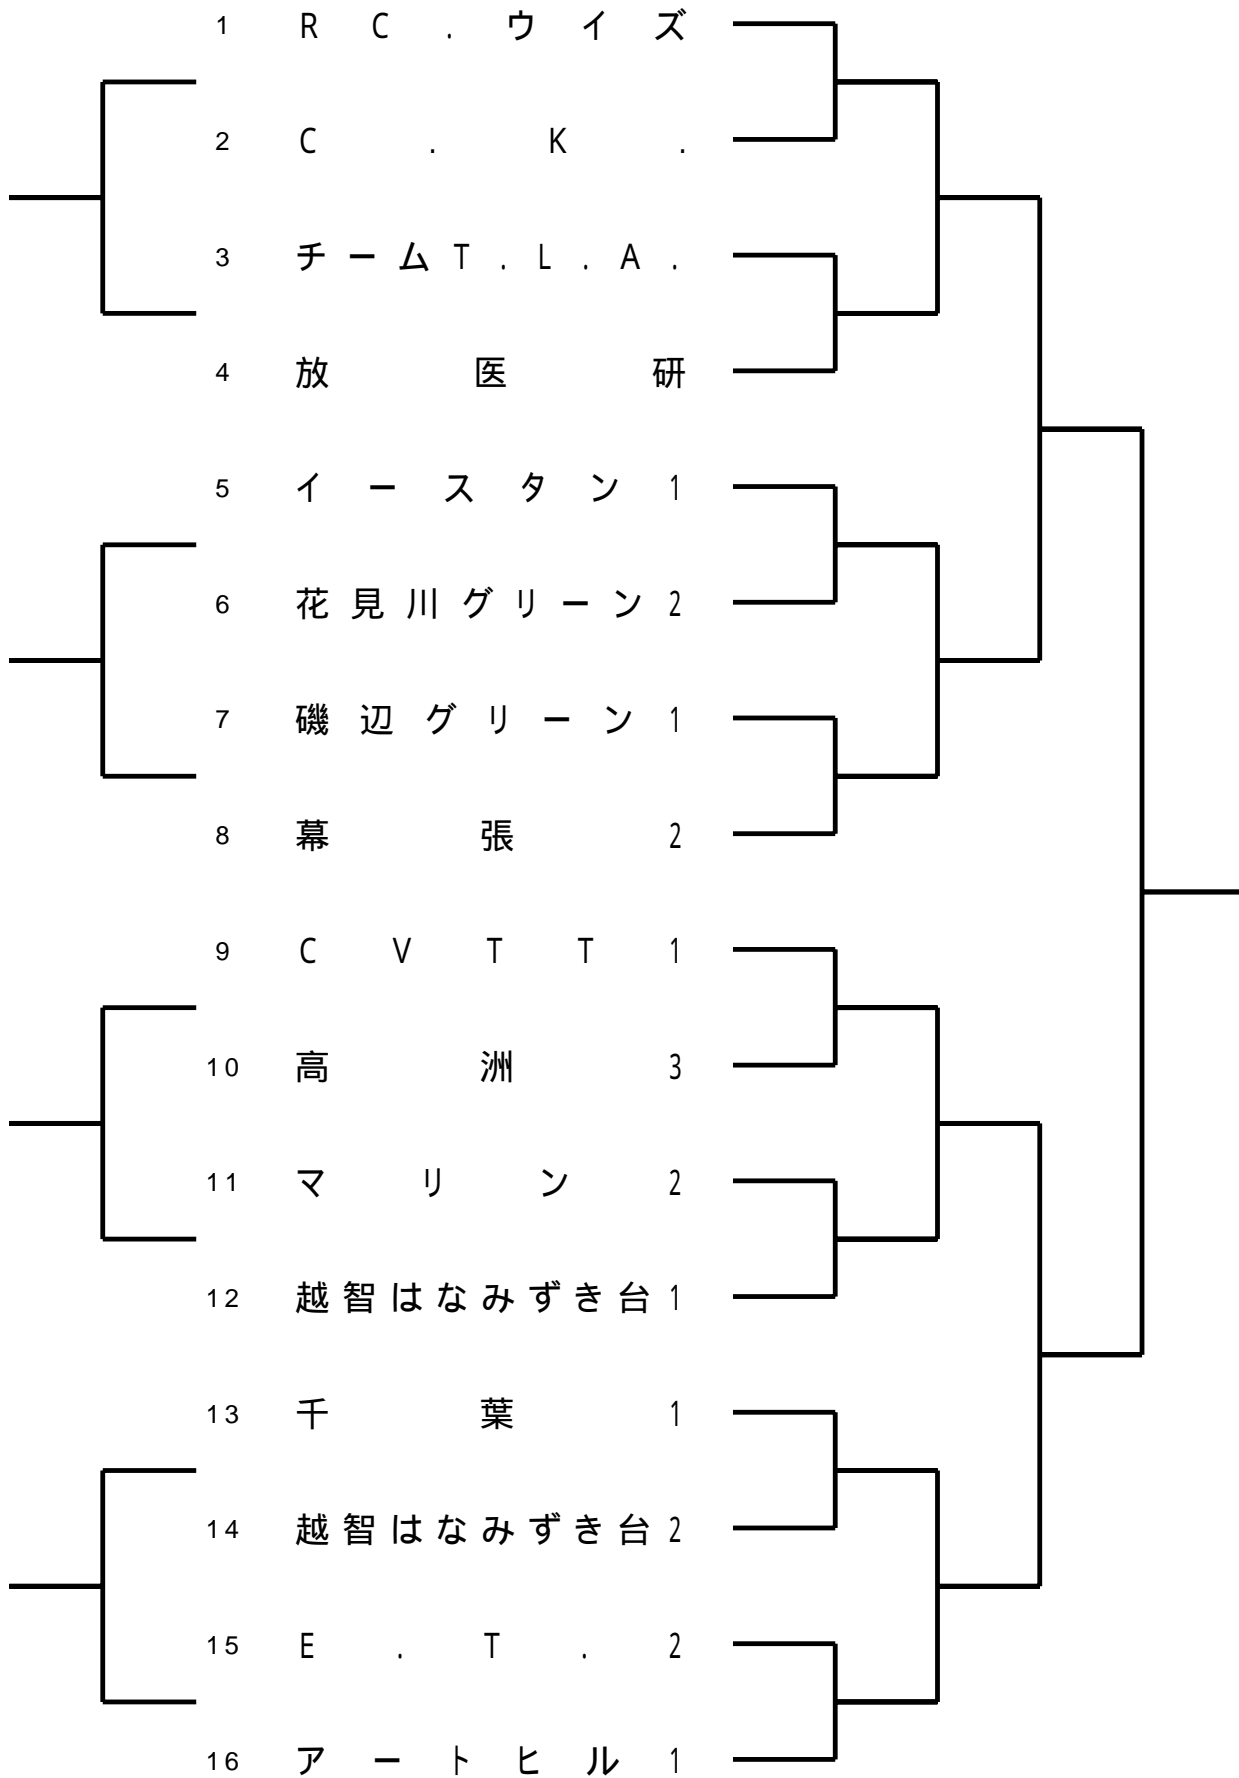 1 RC.ウイズ
2 C.K.
3 チームT.L.A.
4 放医研
5 イースタン1
6 花見川グリーン2
7 磯辺グリーン1
8 幕張2
9 CVTT1
10 高洲3
11 マリン2
12 越智はなみずき台1
13 千葉1
14 越智はなみずき台2
15 E.T.2
16 アートヒル1